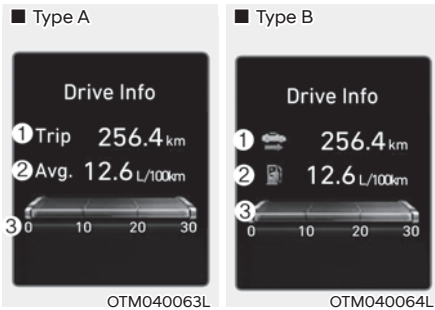 ■ Type A
Drive Info
① Trip 256.4 km
② Avg. 12.6 L/100km
③
0 10 20 30
OTM040063L
■ Type B
Drive Info
① 256.4 km
② 12.6 L/100km
③
0 10 20 30
OTM040064L